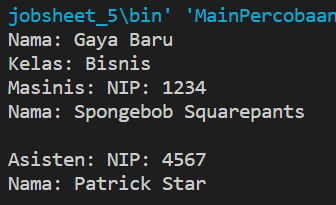 jobsheet_5\bin' 'MainPercobaan
Nama: Gaya Baru
Kelas: Bisnis
Masinis: NIP: 1234
Nama: Spongebob Squarepants

Asisten: NIP: 4567
Nama: Patrick Star